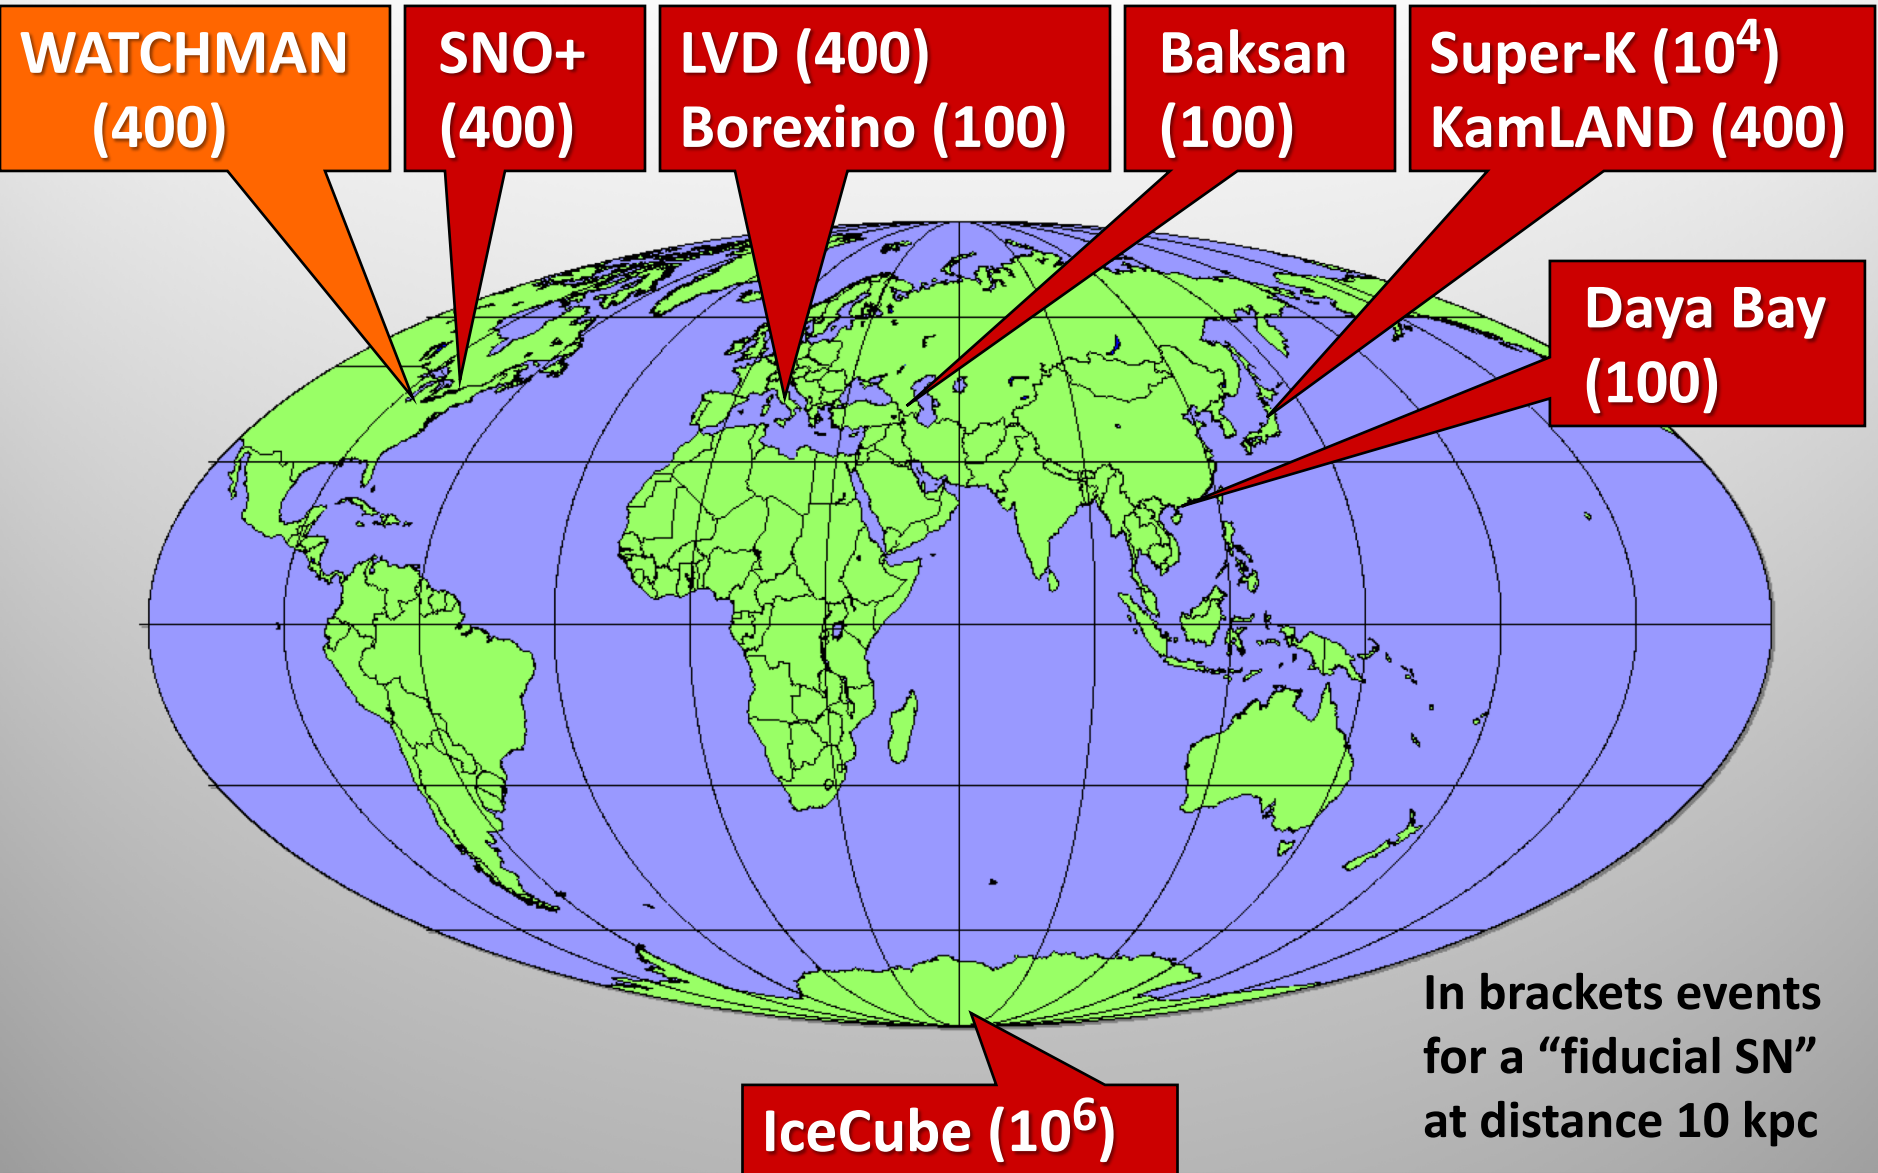 WATCHMAN
(400)
SNO+
(400)
LVD (400)
Borexino (100)
Baksan
(100)
Super-K (10⁴)
KamLAND (400)
Daya Bay
(100)
IceCube (10⁶)
In brackets events
for a “fiducial SN”
at distance 10 kpc